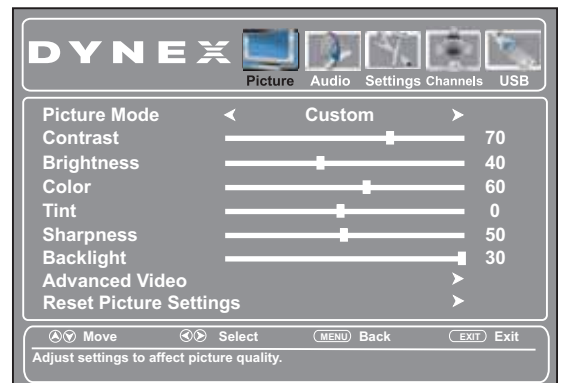 DYNEX
Picture Audio Settings Channels USB
Picture Mode Custom
Contrast 70
Brightness 40
Color 60
Tint 0
Sharpness 50
Backlight 30
Advanced Video
Reset Picture Settings
Move Select MENU Back EXIT Exit
Adjust settings to affect picture quality.